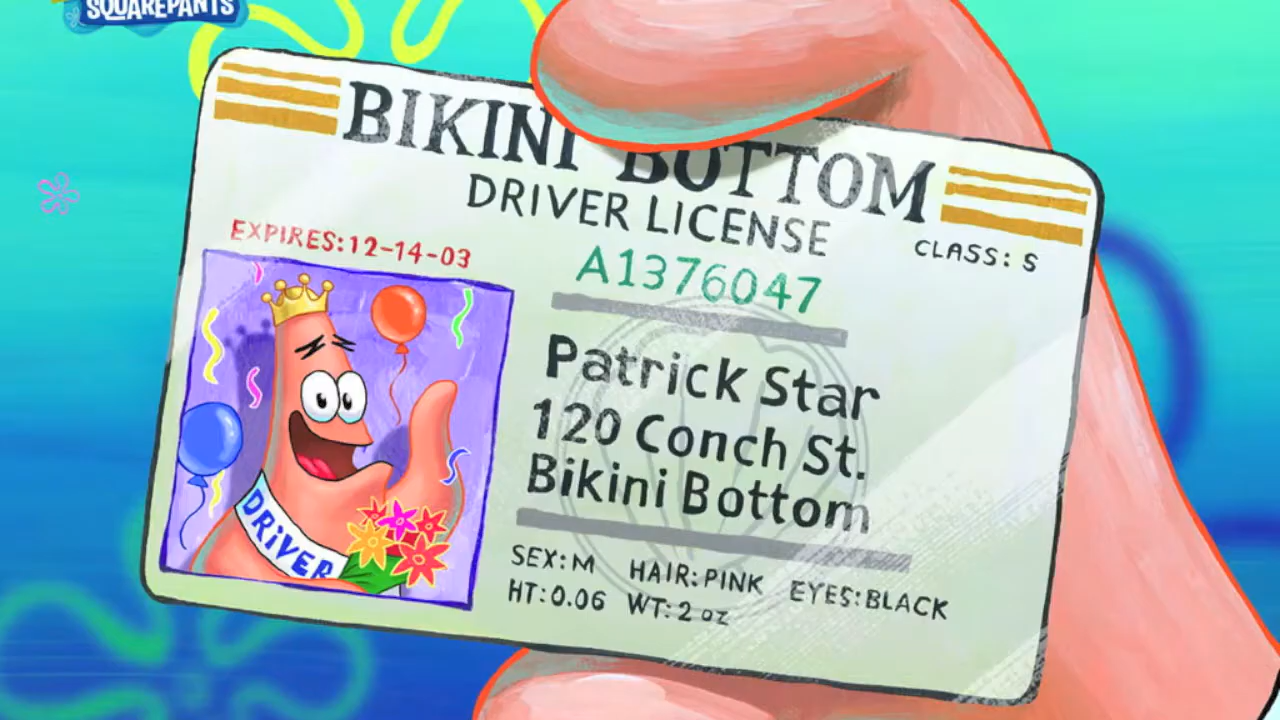 SQUAREPANTS
BIKINI BOTTOM
DRIVER LICENSE
EXPIRES:12-14-03
CLASS: S
A1376047
Patrick Star
120 Conch St.
Bikini Bottom
DRiVER
SEX:M HAIR:PINK EYES:BLACK
HT:0.06 WT:2 oz